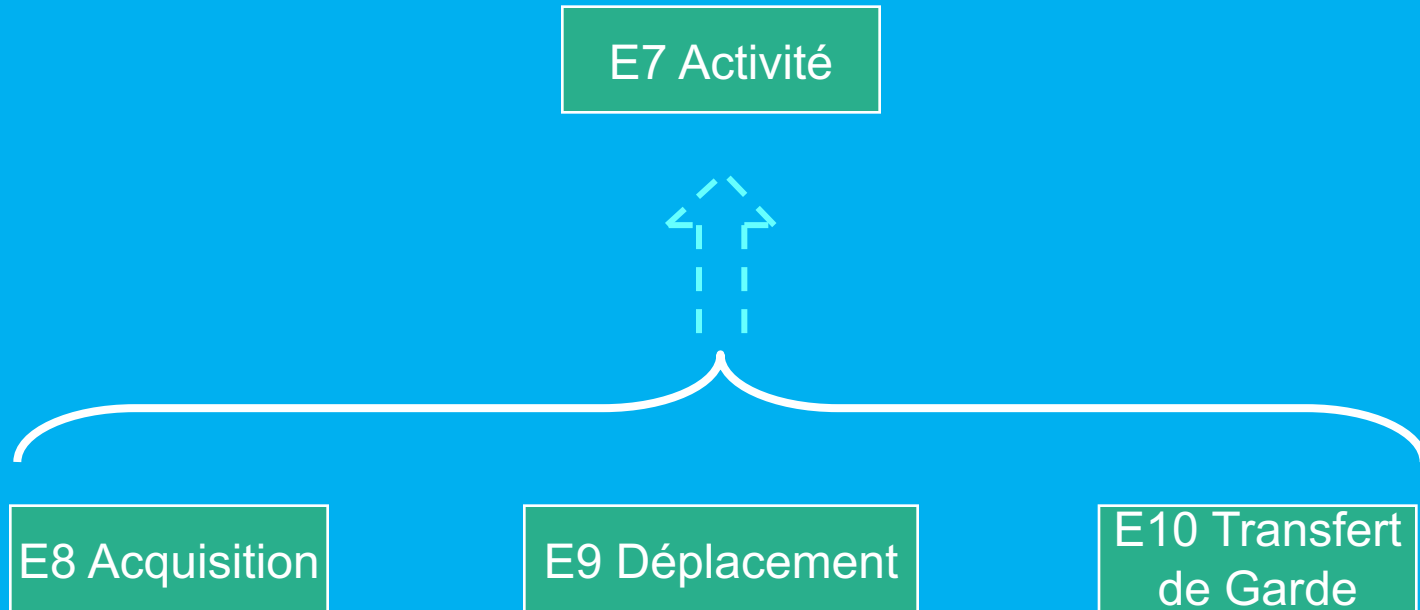 E7 Activité
E8 Acquisition
E9 Déplacement
E10 Transfert
de Garde